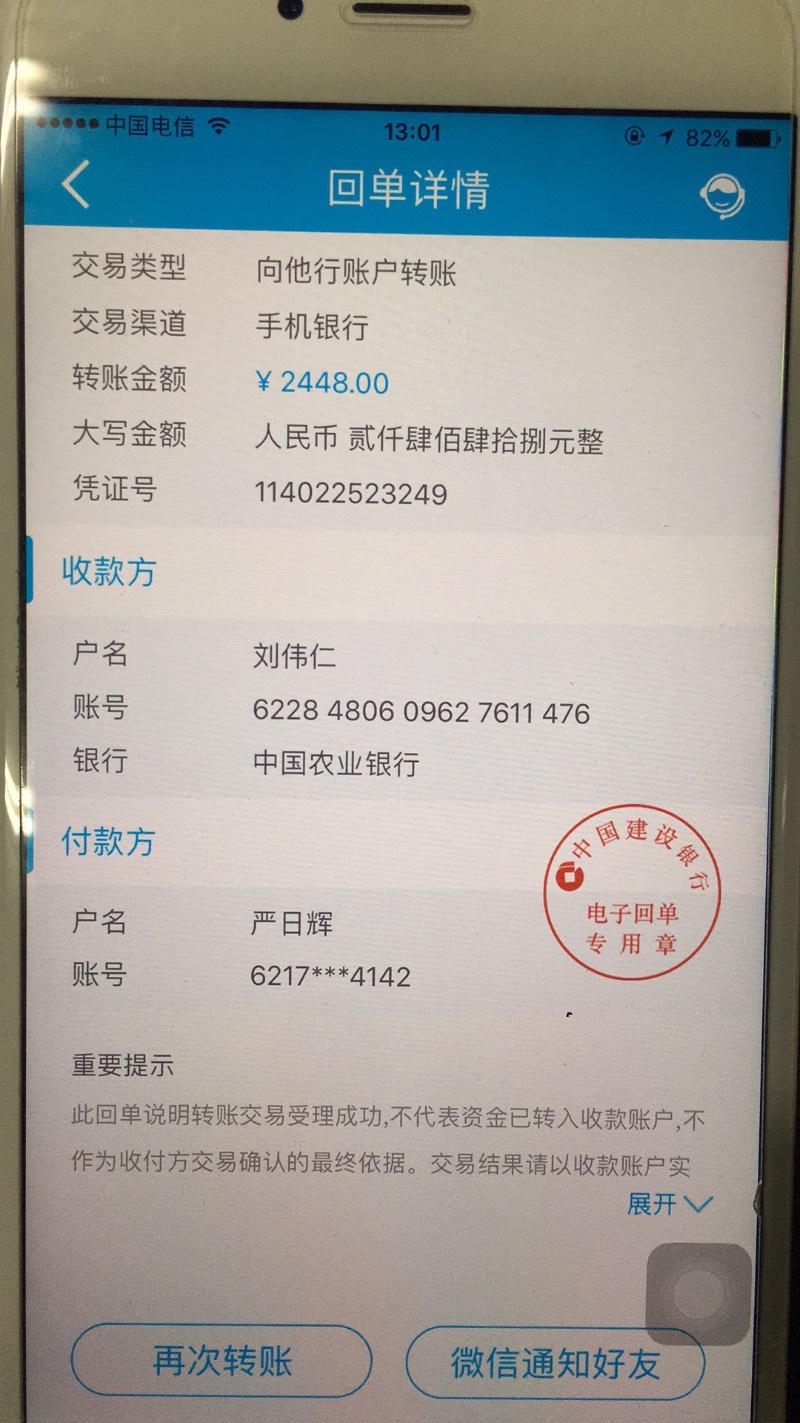 中国电信 13:01 82%
回单详情
交易类型 向他行账户转账
交易渠道 手机银行
转账金额 ¥ 2448.00
大写金额 人民币 贰仟肆佰肆拾捌元整
凭证号 114022523249
收款方
户名 刘伟仁
账号 6228 4806 0962 7611 476
银行 中国农业银行
付款方
中国建设银行
电子回单
专用章
户名 严日辉
账号 6217***4142
重要提示
此回单说明转账交易受理成功,不代表资金已转入收款账户,不
作为收付方交易确认的最终依据。交易结果请以收款账户实
展开
再次转账 微信通知好友